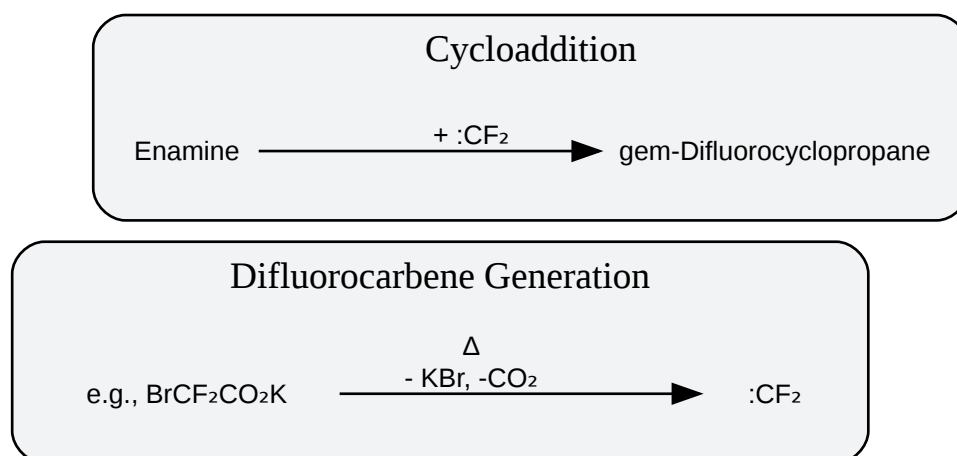 Cycloaddition
+ :CF₂
Enamine gem-Difluorocyclopropane
Difluorocarbene Generation
Δ
- KBr, -CO₂
e.g., BrCF₂CO₂K :CF₂